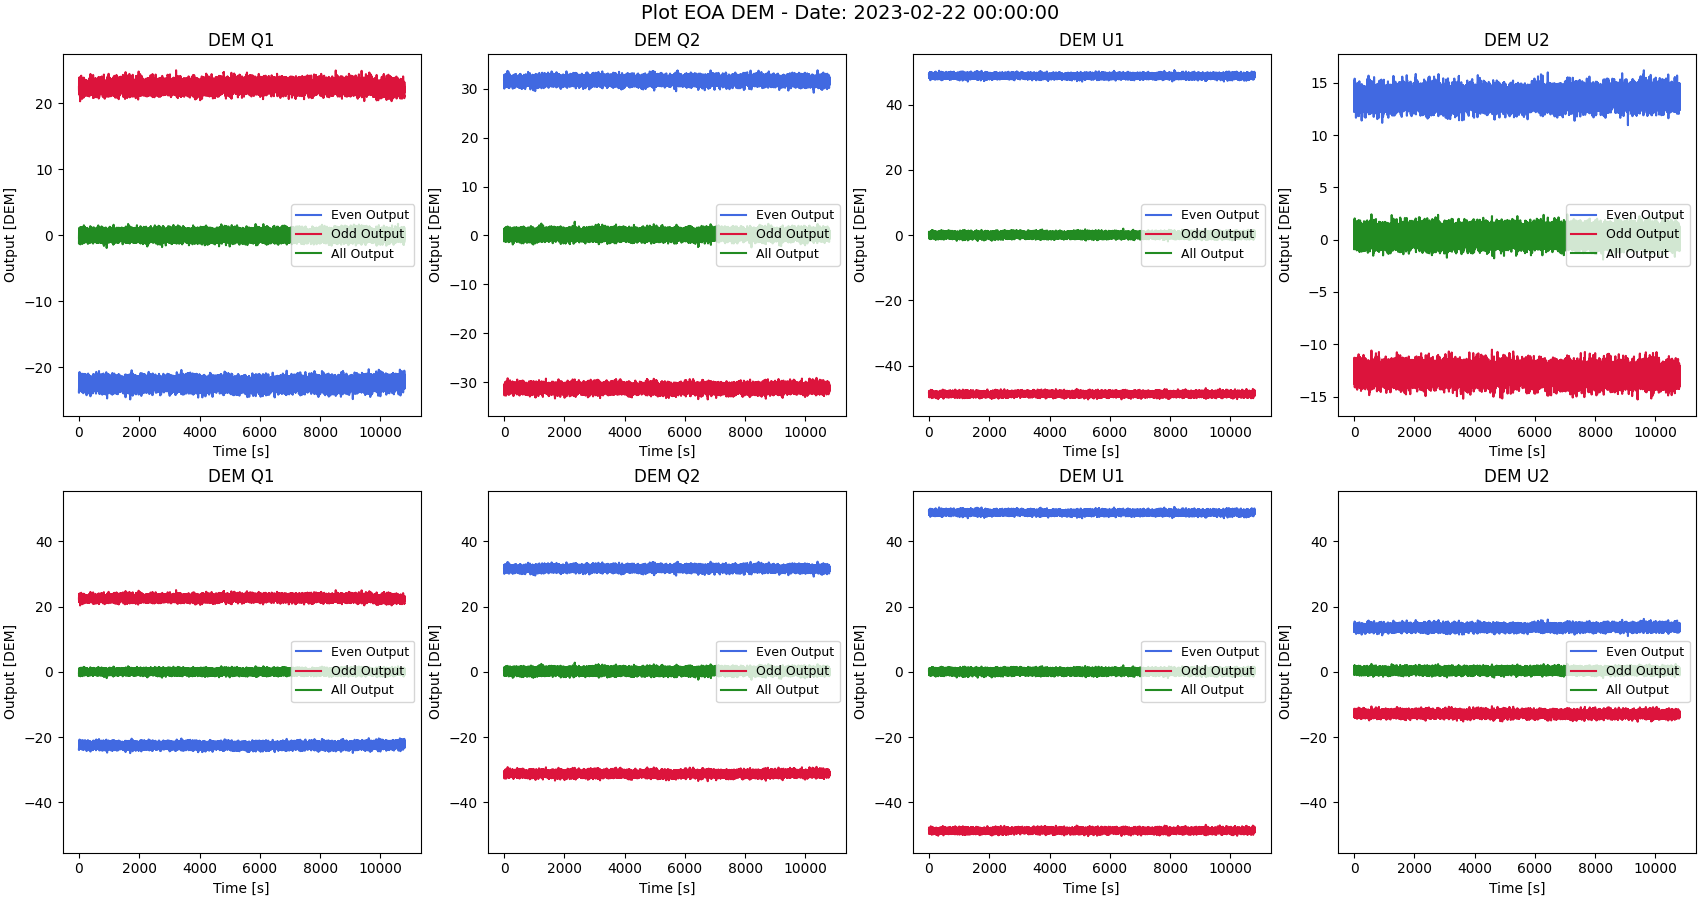 Plot EOA DEM - Date: 2023-02-22 00:00:00
DEM Q1
20
10
0
−10
−20
Output [DEM]
Even Output
Odd Output
All Output
0 2000 4000 6000 8000 10000
Time [s]
DEM Q2
30
20
10
0
−10
−20
−30
Output [DEM]
Even Output
Odd Output
All Output
0 2000 4000 6000 8000 10000
Time [s]
DEM U1
40
20
0
−20
−40
Output [DEM]
Even Output
Odd Output
All Output
0 2000 4000 6000 8000 10000
Time [s]
DEM U2
15
10
5
0
−5
−10
−15
Output [DEM]
Even Output
Odd Output
All Output
0 2000 4000 6000 8000 10000
Time [s]
DEM Q1
40
20
0
−20
−40
Output [DEM]
Even Output
Odd Output
All Output
0 2000 4000 6000 8000 10000
Time [s]
DEM Q2
40
20
0
−20
−40
Output [DEM]
Even Output
Odd Output
All Output
0 2000 4000 6000 8000 10000
Time [s]
DEM U1
40
20
0
−20
−40
Output [DEM]
Even Output
Odd Output
All Output
0 2000 4000 6000 8000 10000
Time [s]
DEM U2
40
20
0
−20
−40
Output [DEM]
Even Output
Odd Output
All Output
0 2000 4000 6000 8000 10000
Time [s]